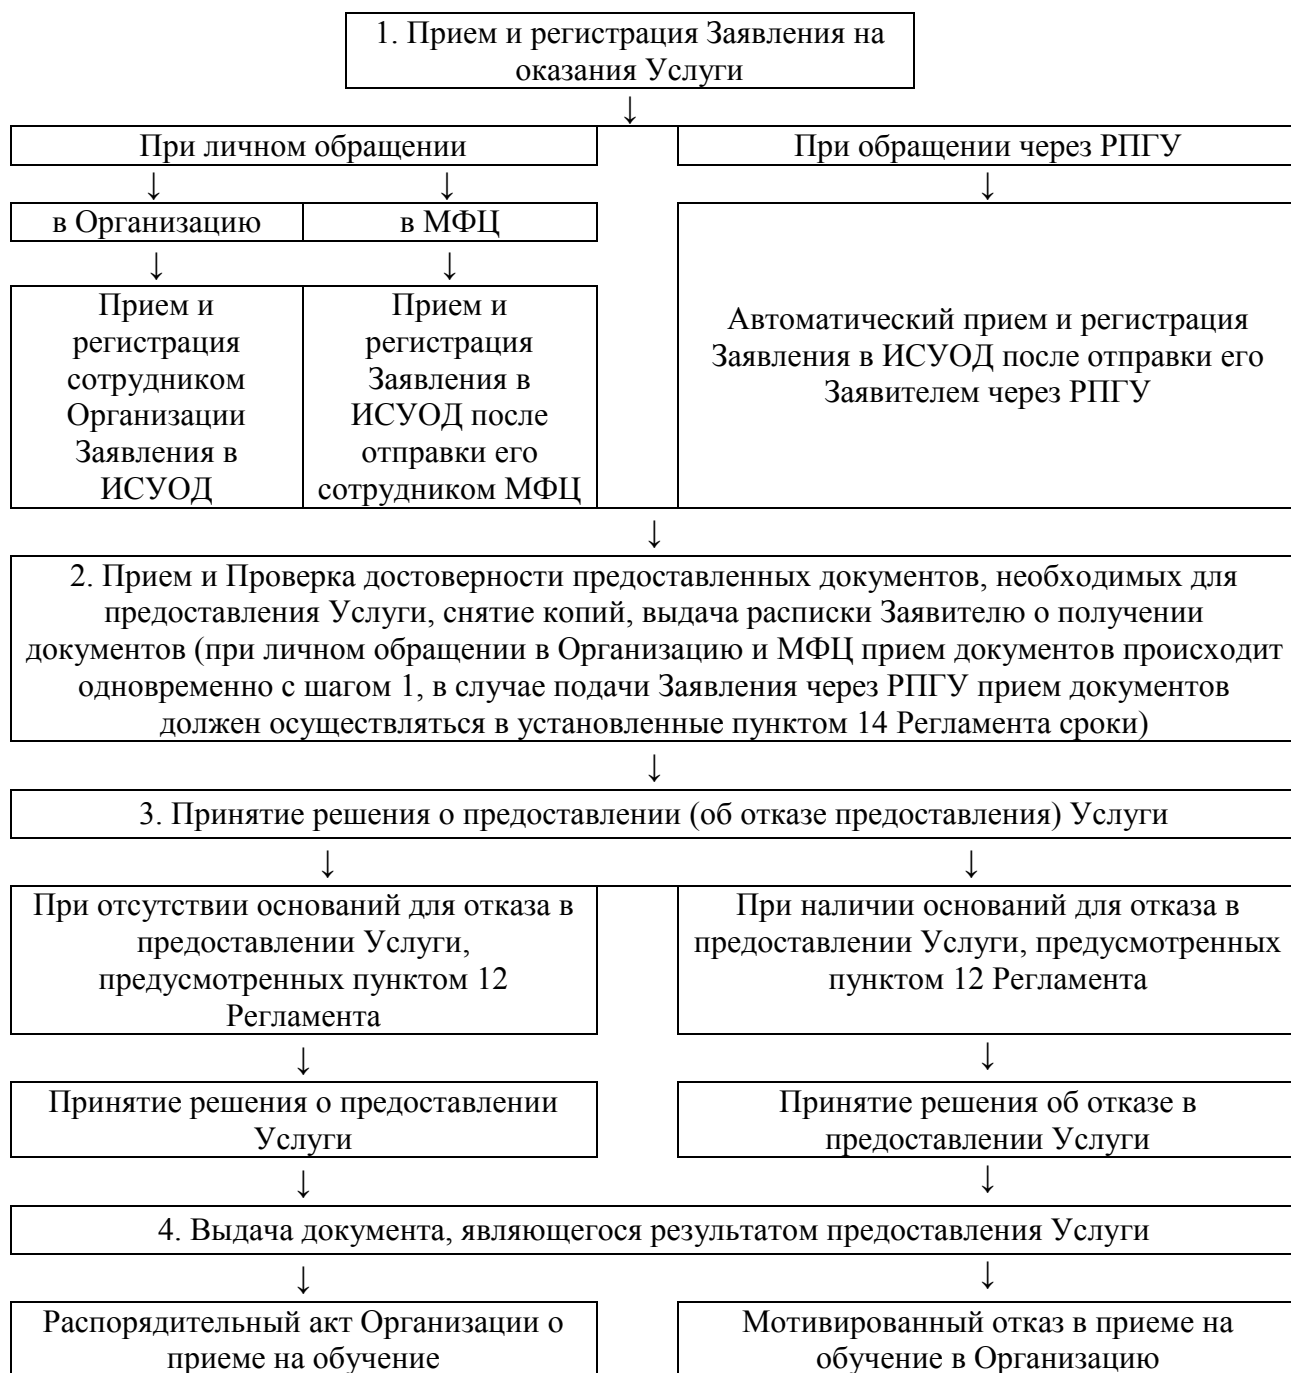 1. Прием и регистрация Заявления на
оказания Услуги
↓
При личном обращении
При обращении через РПГУ
↓ ↓ ↓
в Организацию
в МФЦ
↓ ↓
Прием и
регистрация
сотрудником
Организации
Заявления в
ИСУОД
Прием и
регистрация
Заявления в
ИСУОД после
отправки его
сотрудником МФЦ
Автоматический прием и регистрация
Заявления в ИСУОД после отправки его
Заявителем через РПГУ
↓
2. Прием и Проверка достоверности предоставленных документов, необходимых для
предоставления Услуги, снятие копий, выдача расписки Заявителю о получении
документов (при личном обращении в Организацию и МФЦ прием документов происходит
одновременно с шагом 1, в случае подачи Заявления через РПГУ прием документов
должен осуществляться в установленные пунктом 14 Регламента сроки)
↓
3. Принятие решения о предоставлении (об отказе предоставления) Услуги
↓ ↓
При отсутствии оснований для отказа в
предоставлении Услуги,
предусмотренных пунктом 12
Регламента
При наличии оснований для отказа в
предоставлении Услуги, предусмотренных
пунктом 12 Регламента
↓ ↓
Принятие решения о предоставлении
Услуги
Принятие решения об отказе в
предоставлении Услуги
↓ ↓
4. Выдача документа, являющегося результатом предоставления Услуги
↓ ↓
Распорядительный акт Организации о
приеме на обучение
Мотивированный отказ в приеме на
обучение в Организацию